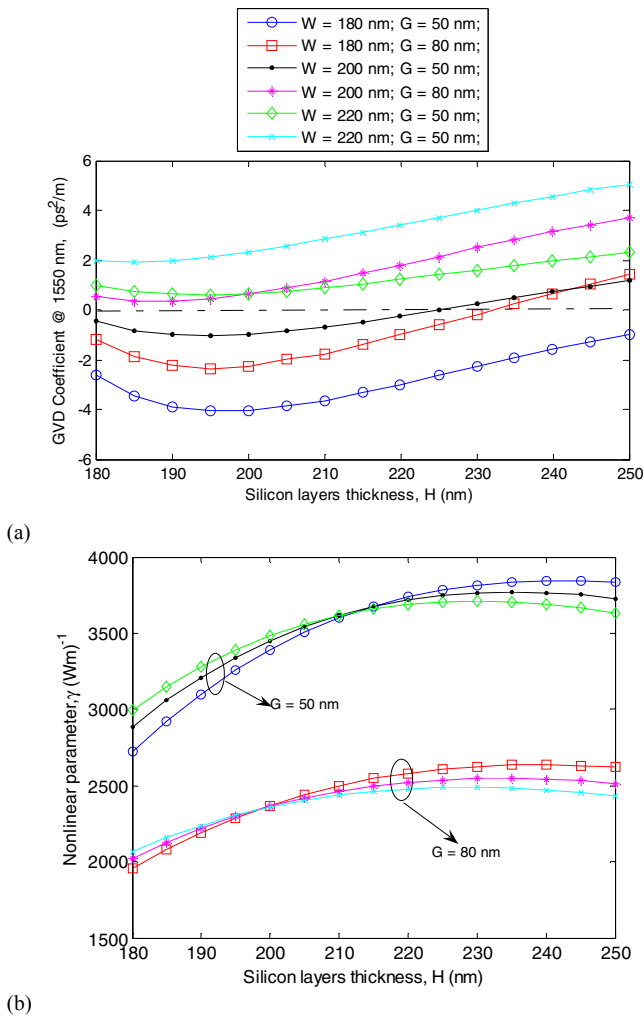 W = 180 nm; G = 50 nm;
W = 180 nm; G = 80 nm;
W = 200 nm; G = 50 nm;
W = 200 nm; G = 80 nm;
W = 220 nm; G = 50 nm;
W = 220 nm; G = 50 nm;
GVD Coefficient @ 1550 nm, (ps²/m)
6
4
2
0
-2
-4
-6
180 190 200 210 220 230 240 250
Silicon layers thickness, H (nm)
(a)
Nonlinear parameter,γ (Wm)⁻¹
4000
3500
3000
2500
2000
1500
G = 50 nm
G = 80 nm
180 190 200 210 220 230 240 250
Silicon layers thickness, H (nm)
(b)